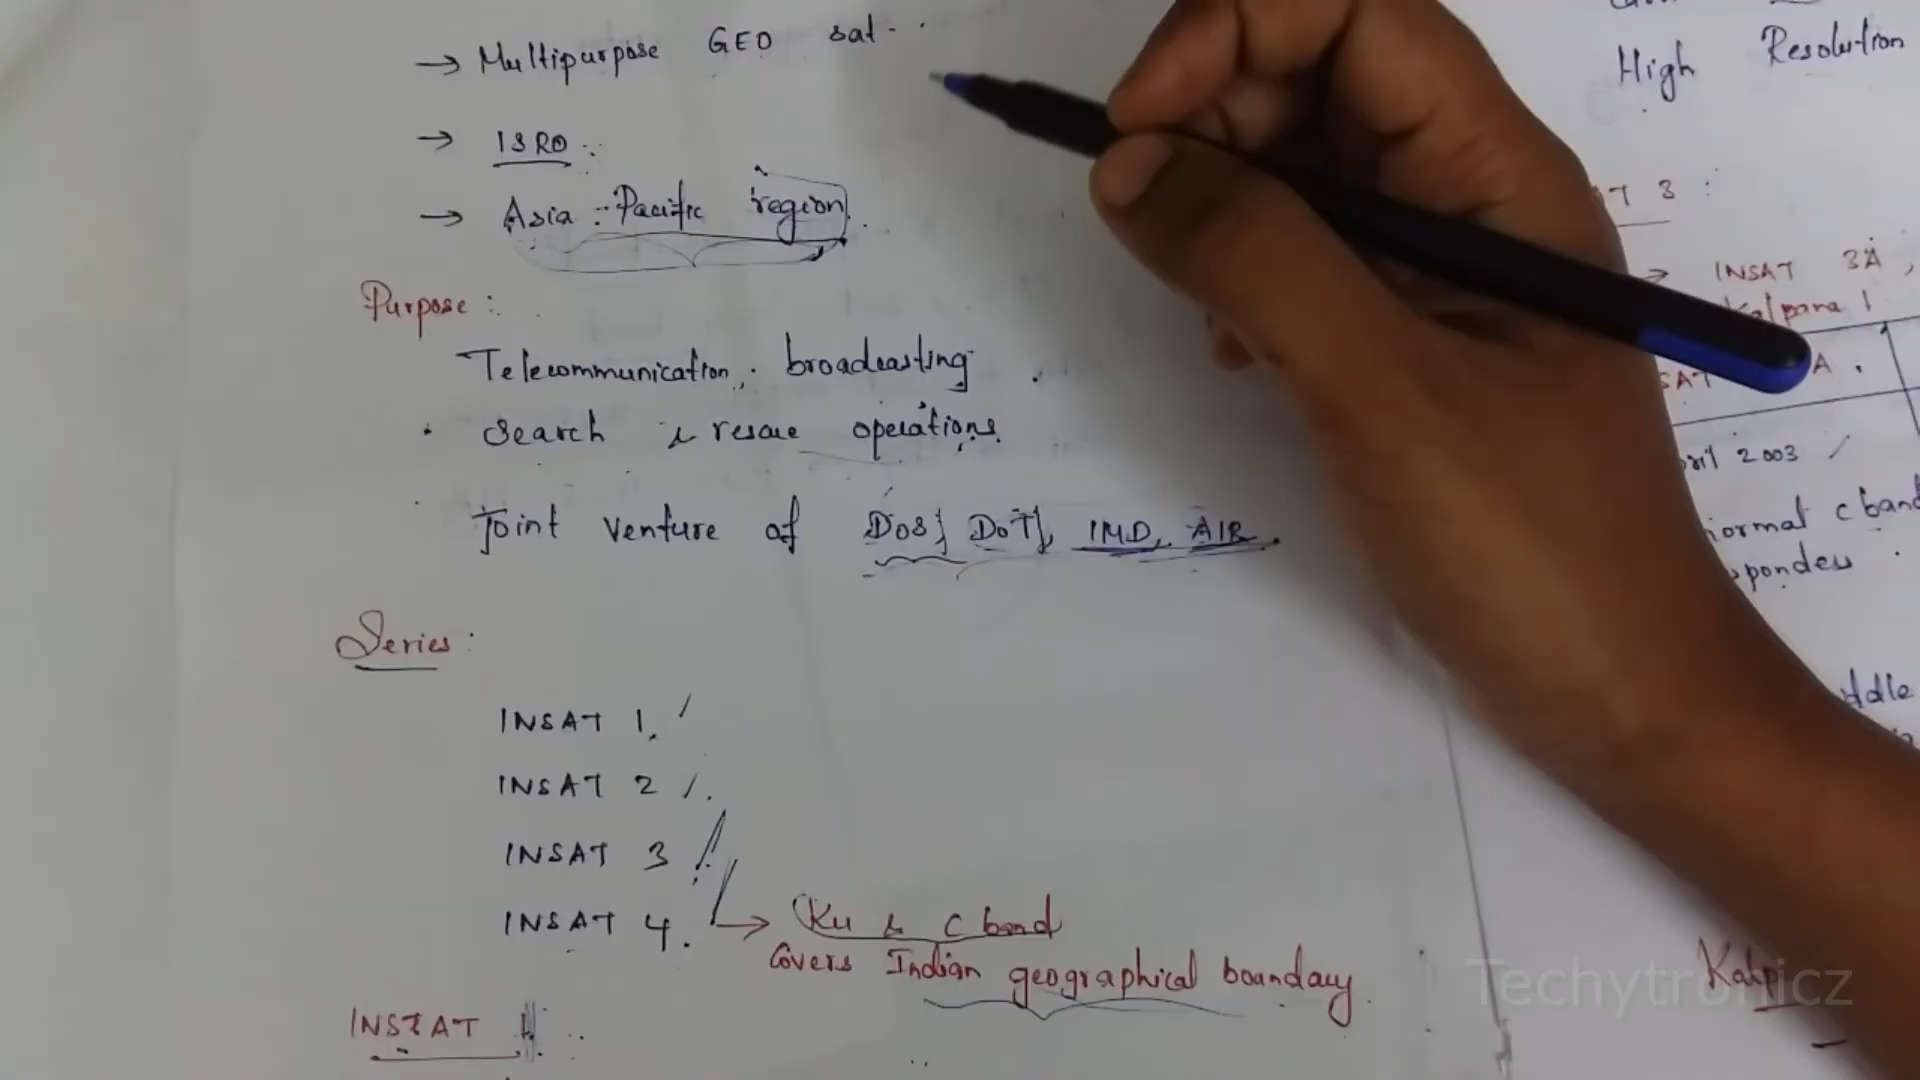 → Multipurpose GEO sat.
→ ISRO.
→ Asia-Pacific region.
Purpose:
Telecommunication, broadcasting
Search & rescue operations.
Joint venture of DOS, DOT, IMD, AIR.
Series:
INSAT 1.
INSAT 2
INSAT 3
INSAT 4. → Ku & C band
Covers Indian geographical boundary
INSAT
High Resolution
3:
→ INSAT 3A,
Kalpana 1
A.
2003
C band
Techytronicz